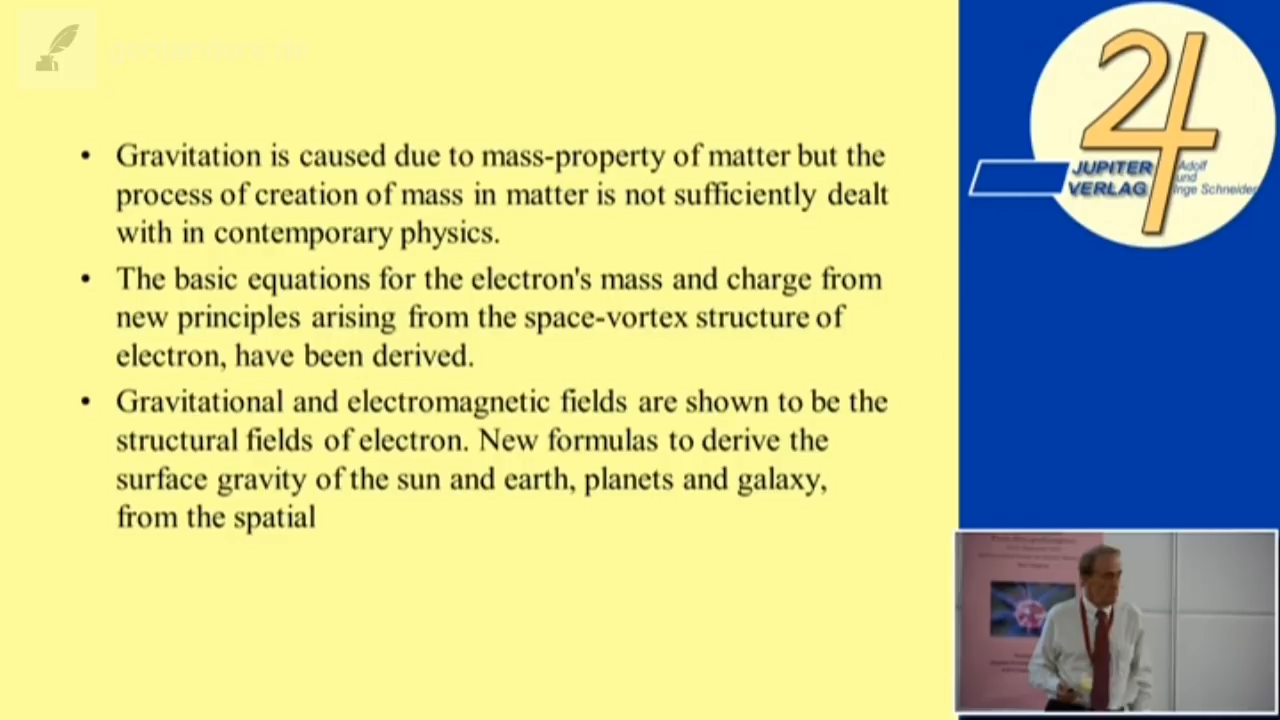 • Gravitation is caused due to mass-property of matter but the
process of creation of mass in matter is not sufficiently dealt
with in contemporary physics.
• The basic equations for the electron's mass and charge from
new principles arising from the space-vortex structure of
electron, have been derived.
• Gravitational and electromagnetic fields are shown to be the
structural fields of electron. New formulas to derive the
surface gravity of the sun and earth, planets and galaxy,
from the spatial
JUPITER
VERLAG
Adolf
und
Inge Schneider